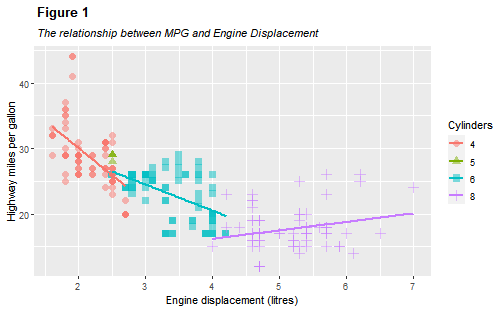 Figure 1
The relationship between MPG and Engine Displacement
Highway miles per gallon
40
30
20
2
3
4
5
6
7
Engine displacement (litres)
Cylinders
4
5
6
8